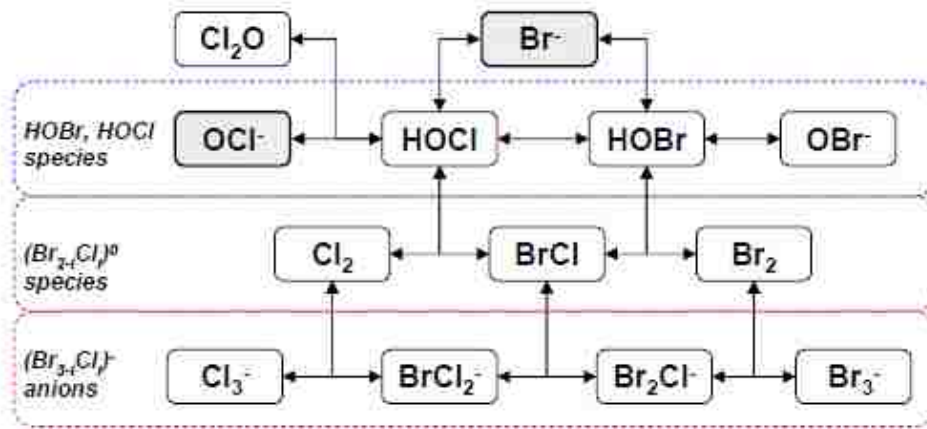 Cl₂O
Br⁻
HOBr, HOCl
species
OCl⁻
HOCl
HOBr
OBr⁻
(Br₂₋ᵢClᵢ)⁰
species
Cl₂
BrCl
Br₂
(Br₃₋ᵢClᵢ)⁻
anions
Cl₃⁻
BrCl₂⁻
Br₂Cl⁻
Br₃⁻